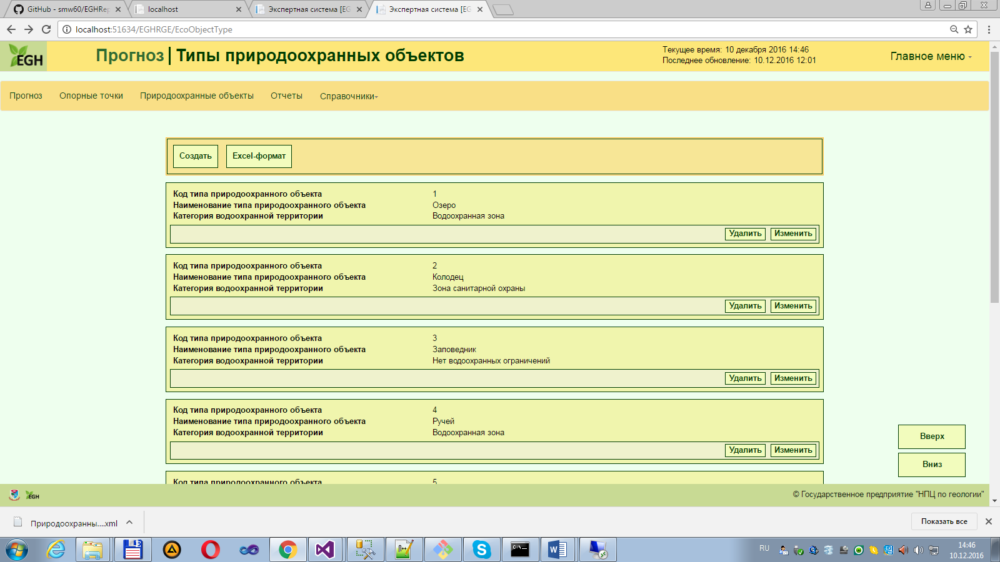 GitHub - smw60/EGHRep
localhost
Экспертная система [EG
Экспертная система [EG
localhost:51634/EGHRGE/EcoObjectType
EGH
Прогноз | Типы природоохранных объектов
Текущее время: 10 декабря 2016 14:46
Последнее обновление: 10.12.2016 12:01
Главное меню
Прогноз Опорные точки Природоохранные объекты Отчеты Справочники
Создать Excel-формат
Код типа природоохранного объекта 1
Наименование типа природоохранного объекта Озеро
Категория водоохранной территории Водоохранная зона
Удалить Изменить
Код типа природоохранного объекта 2
Наименование типа природоохранного объекта Колодец
Категория водоохранной территории Зона санитарной охраны
Удалить Изменить
Код типа природоохранного объекта 3
Наименование типа природоохранного объекта Заповедник
Категория водоохранной территории Нет водоохранных ограничений
Удалить Изменить
Код типа природоохранного объекта 4
Наименование типа природоохранного объекта Ручей
Категория водоохранной территории Водоохранная зона
Удалить Изменить
Код типа природоохранного объекта 5
Вверх
Вниз
EGH
© Государственное предприятие "НПЦ по геологии"
Природоохранны....xml
Показать все
RU
14:46
10.12.2016